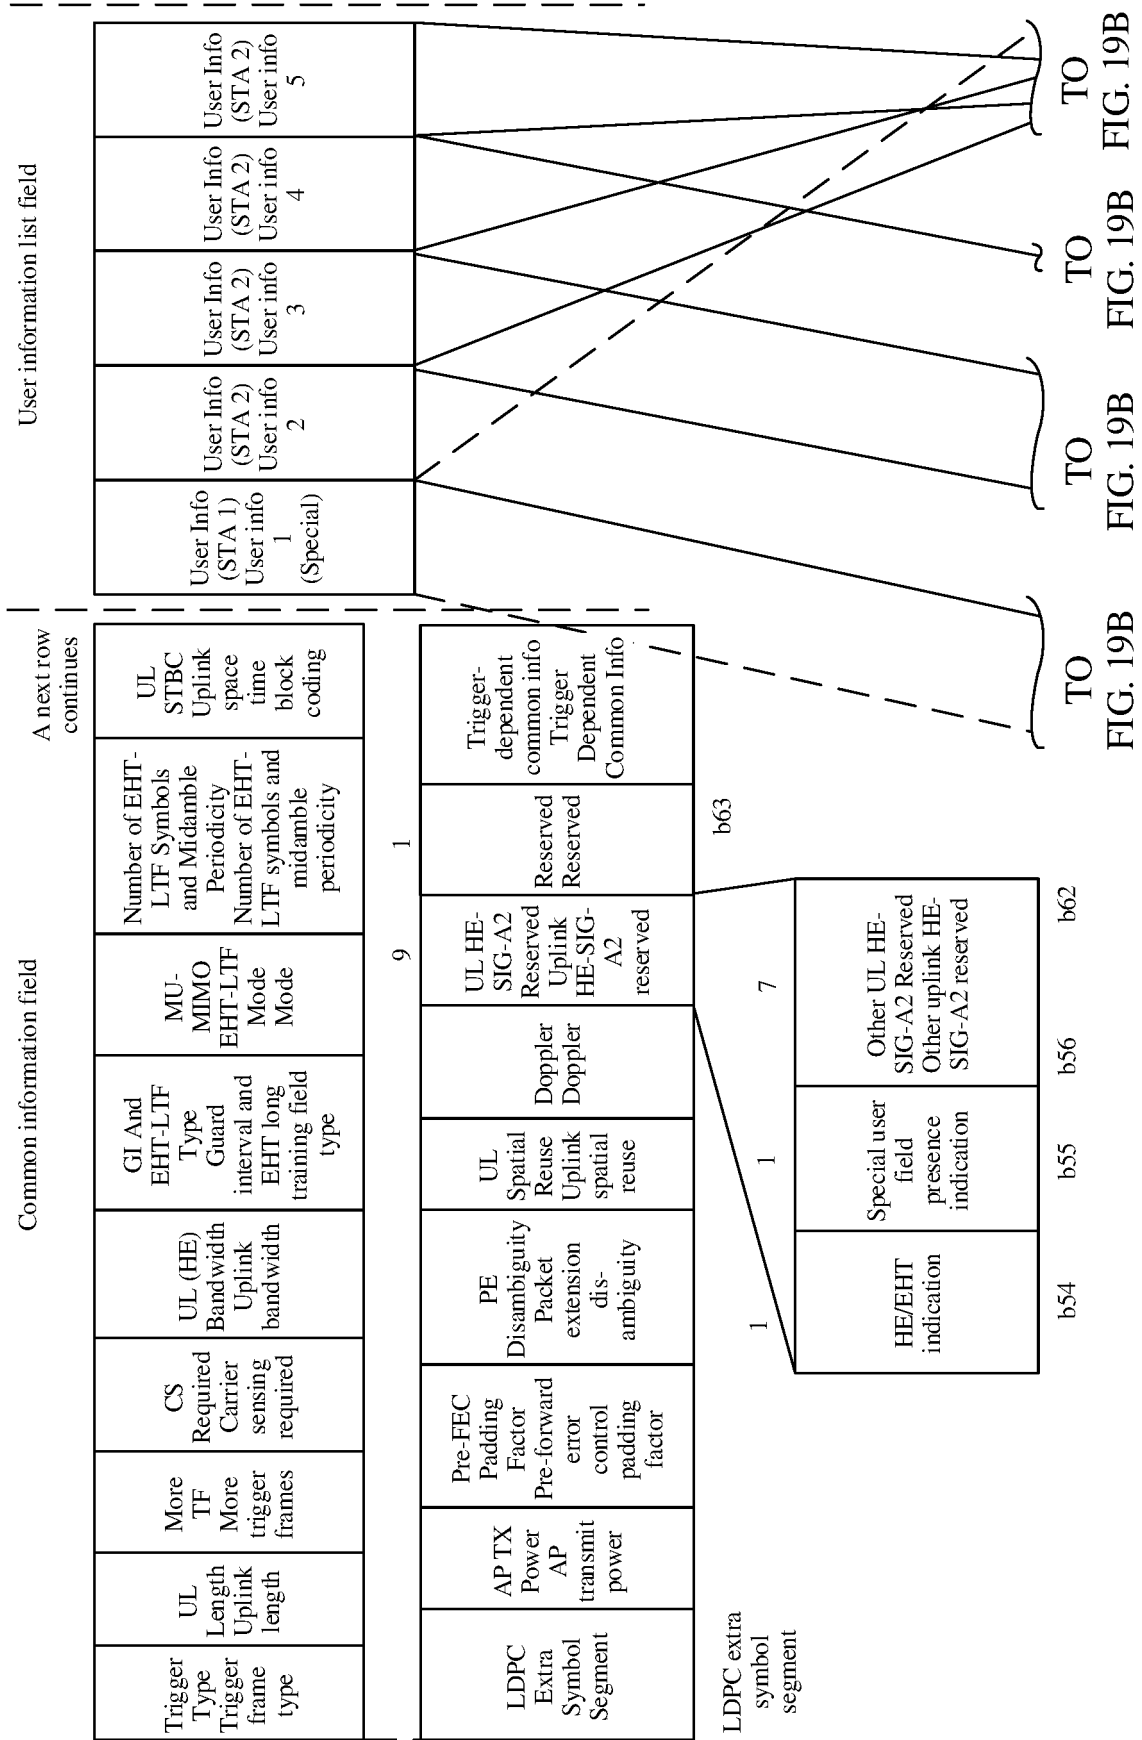 Common information field
User information list field
A next row
continues
Trigger
Type
Trigger
frame
type
UL
Length
Uplink
length
More
TF
More
trigger
frames
CS
Required
Carrier
sensing
required
UL (HE)
Bandwidth
Uplink
bandwidth
GI And
EHT-LTF
Type
Guard
interval and
EHT long
training field
type
MU-
MIMO
EHT-LTF
Mode
Mode
Number of EHT-
LTF Symbols
and Midamble
Periodicity
Number of EHT-
LTF symbols and
midamble
periodicity
UL
STBC
Uplink
space
time
block
coding
User Info
(STA 1)
User info
1
(Special)
User Info
(STA 2)
User info
2
User Info
(STA 2)
User info
3
User Info
(STA 2)
User info
4
User Info
(STA 2)
User info
5
9
1
LDPC
Extra
Symbol
Segment
AP TX
Power
AP
transmit
power
Pre-FEC
Padding
Factor
Pre-forward
error
control
padding
factor
PE
Disambiguity
Packet
extension
dis-
ambiguity
UL
Spatial
Reuse
Uplink
spatial
reuse
Doppler
Doppler
UL HE-
SIG-A2
Reserved
Uplink
HE-SIG-
A2
reserved
Reserved
Reserved
Trigger-
dependent
common info
Trigger
Dependent
Common Info
LDPC extra
symbol
segment
b63
1
1
7
HE/EHT
indication
Special user
field
presence
indication
Other UL HE-
SIG-A2 Reserved
Other uplink HE-
SIG-A2 reserved
b54
b55
b56
b62
TO
FIG. 19B
TO
FIG. 19B
TO
FIG. 19B
TO
FIG. 19B